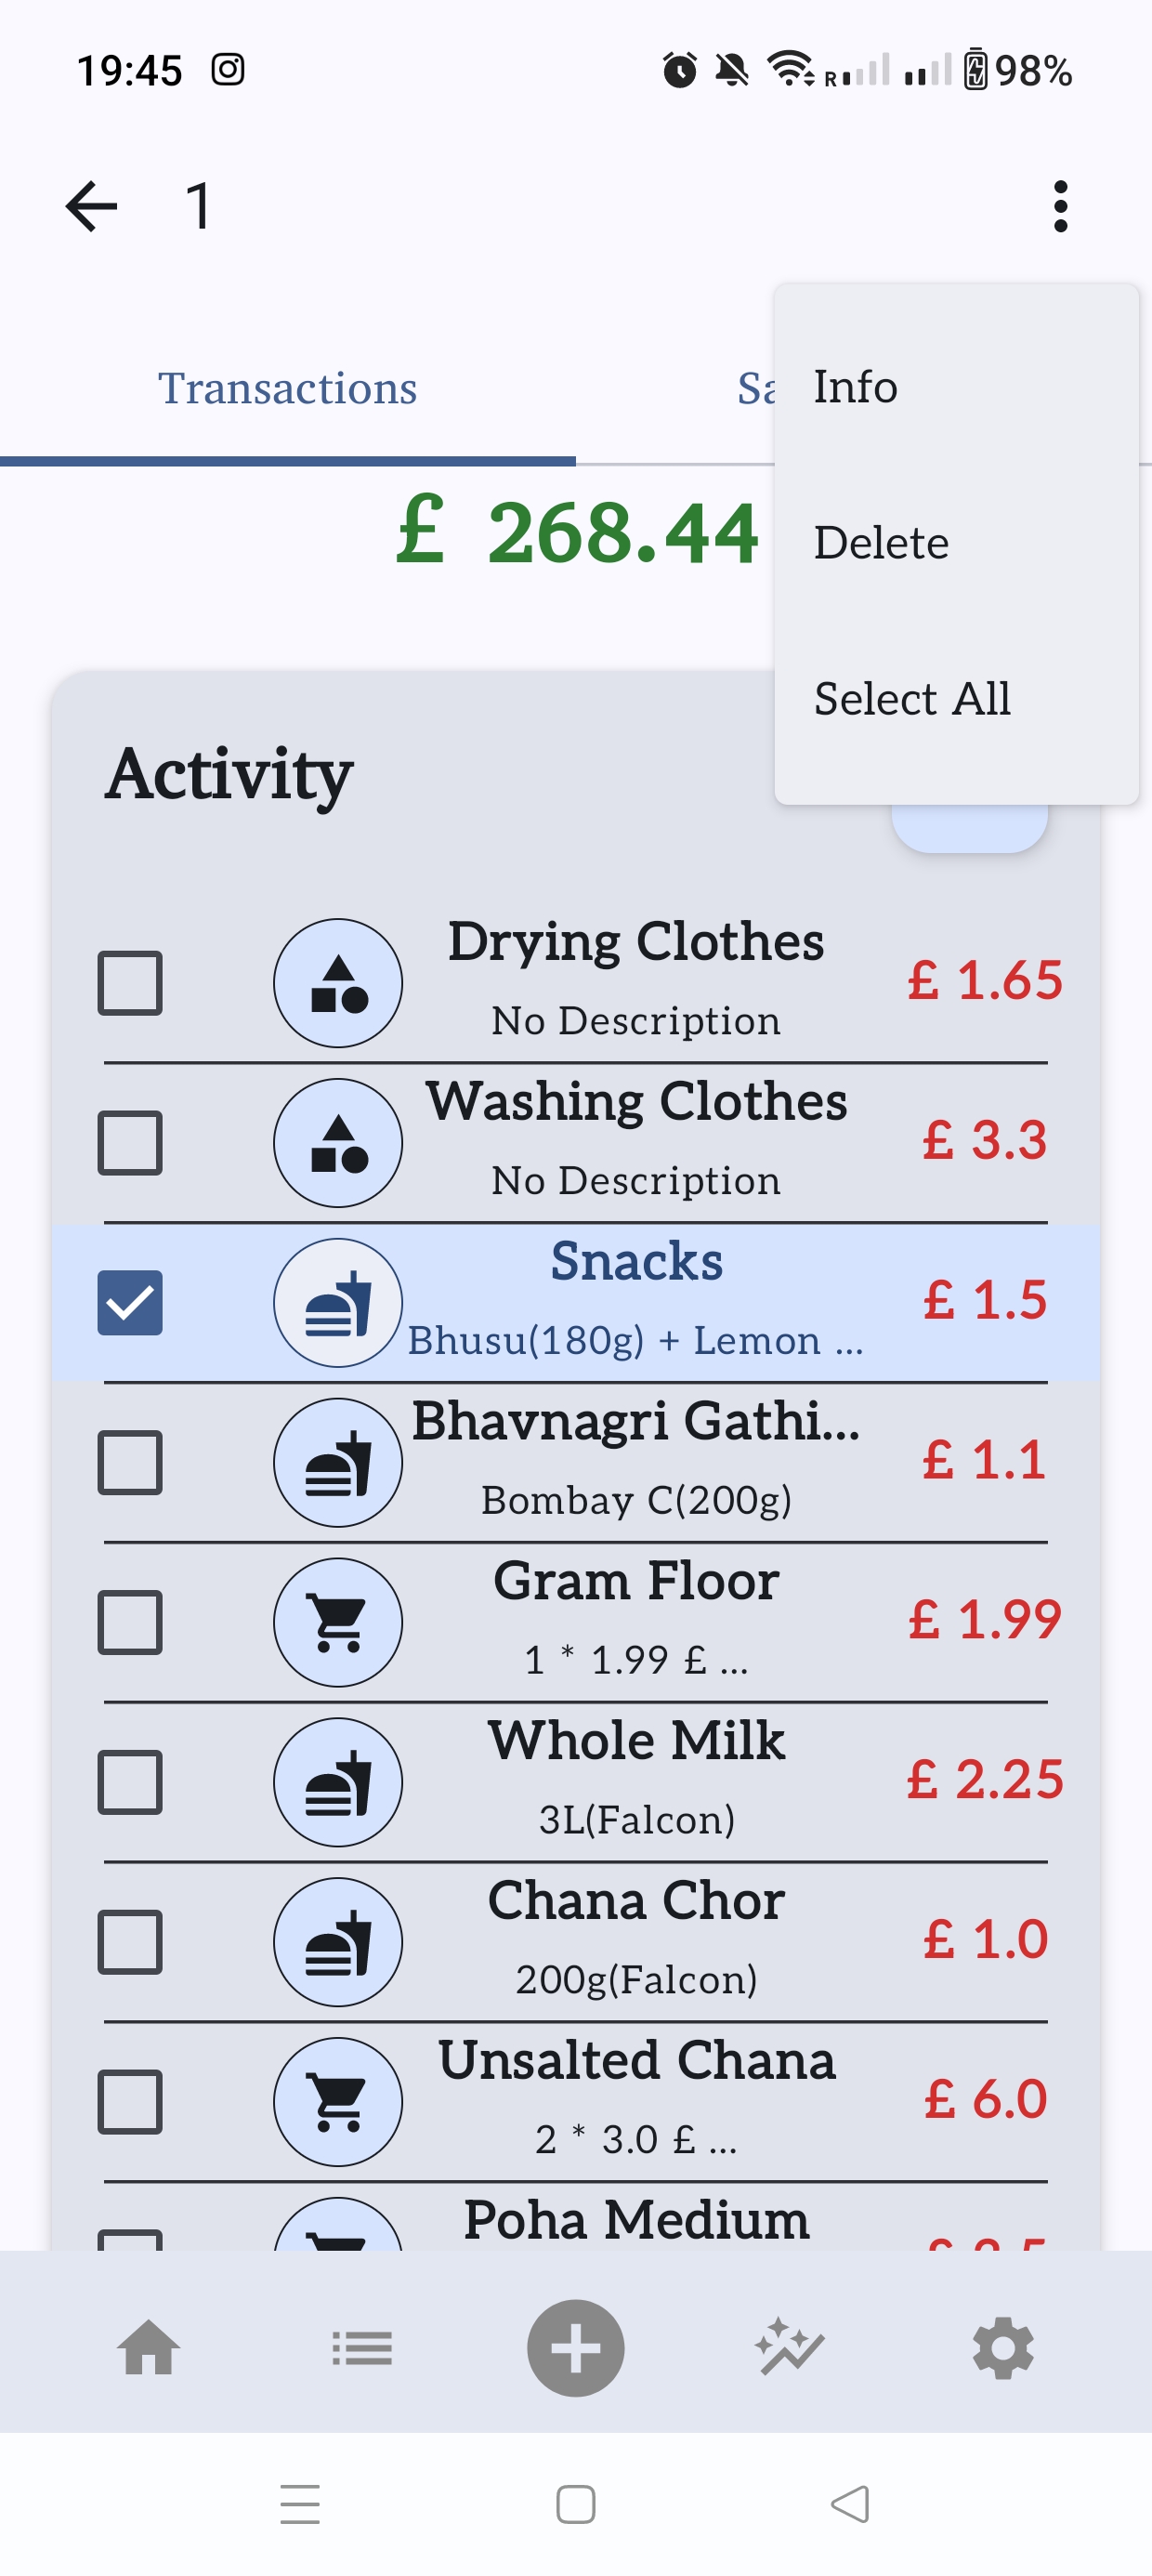 19:45
R
98%
1
Info
Transactions
Sa
£ 268.44
Delete
Select All
Activity
Drying Clothes
£ 1.65
No Description
Washing Clothes
£ 3.3
No Description
Snacks
£ 1.5
Bhusu(180g) + Lemon ...
Bhavnagri Gathi...
£ 1.1
Bombay C(200g)
Gram Floor
£ 1.99
1 * 1.99 £ ...
Whole Milk
£ 2.25
3L(Falcon)
Chana Chor
£ 1.0
200g(Falcon)
Unsalted Chana
£ 6.0
2 * 3.0 £ ...
Poha Medium